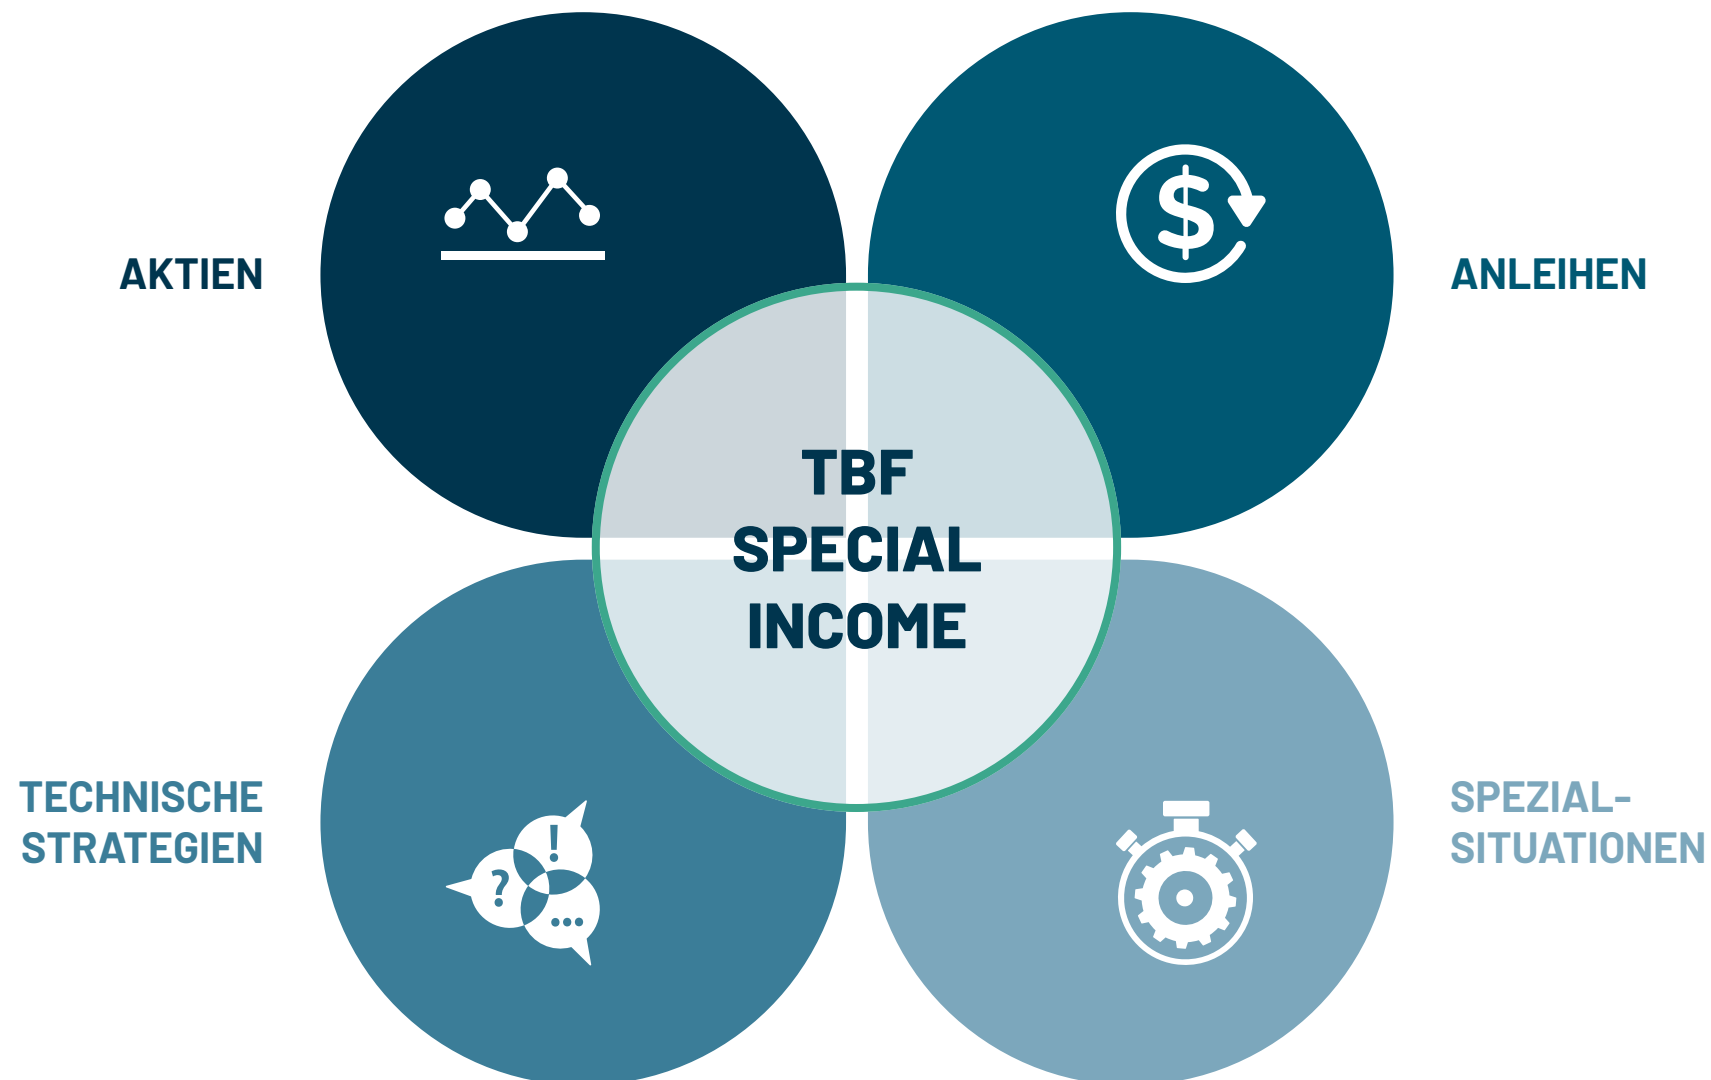 AKTIEN
ANLEIHEN
TBF
SPECIAL
INCOME
TECHNISCHE
STRATEGIEN
SPEZIAL-
SITUATIONEN
$
!
?
...